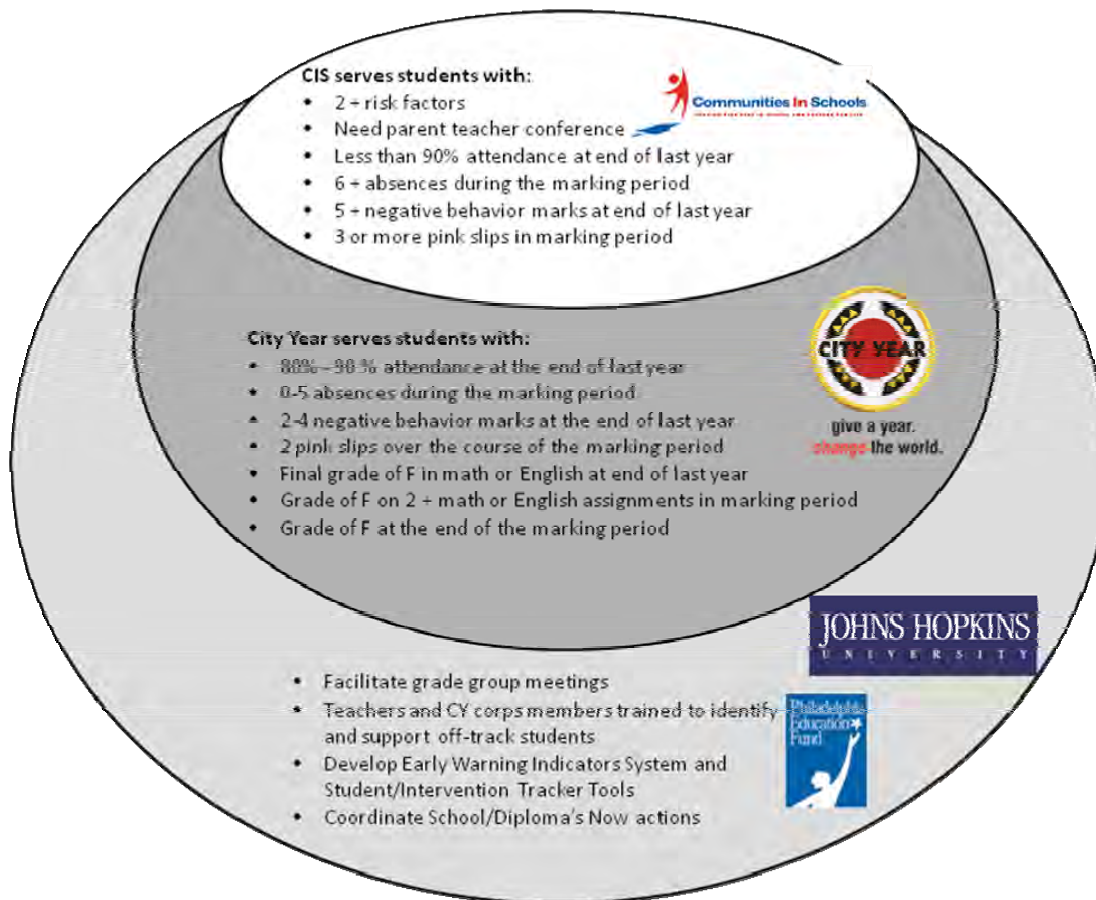 CIS serves students with:
• 2+ risk factors
• Need parent teacher conference
• Less than 90% attendance at end of last year
• 6+ absences during the marking period
• 5+ negative behavior marks at end of last year
• 3 or more pink slips in marking period
Communities In Schools
City Year serves students with:
• 80% - 90 % attendance at the end of last year
• 0-5 absences during the marking period
• 2-4 negative behavior marks at the end of last year
• 2 pink slips over the course of the marking period
• Final grade of F in math or English at end of last year
• Grade of F on 2 + math or English assignments in marking period
• Grade of F at the end of the marking period
CITY YEAR
give a year.
change the world.
JOHNS HOPKINS
UNIVERSITY
• Facilitate grade group meetings
• Teachers and CY corps members trained to identify
and support off-track students
• Develop Early Warning Indicators System and
Student/Intervention Tracker Tools
• Coordinate School/Diploma's Now actions
Philadelphia
Education
Fund